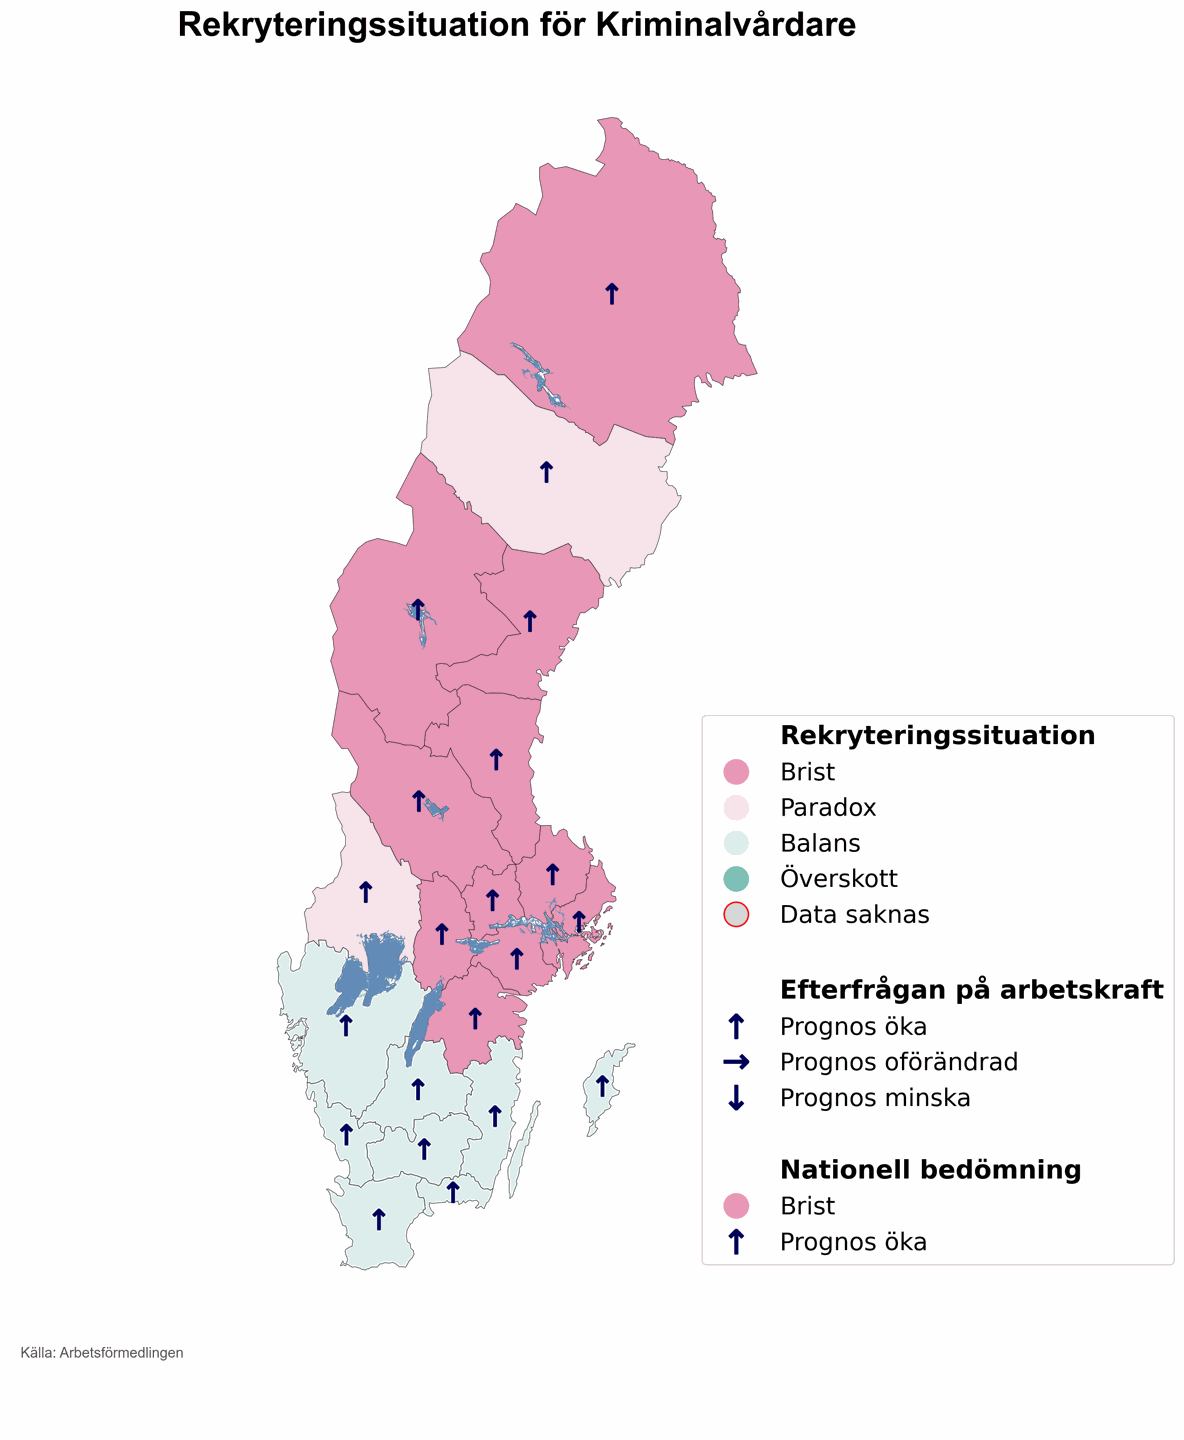 Rekryteringssituation för Kriminalvårdare
Rekryteringssituation
Brist
Paradox
Balans
Överskott
Data saknas
Efterfrågan på arbetskraft
Prognos öka
Prognos oförändrad
Prognos minska
Nationell bedömning
Brist
Prognos öka
Källa: Arbetsförmedlingen